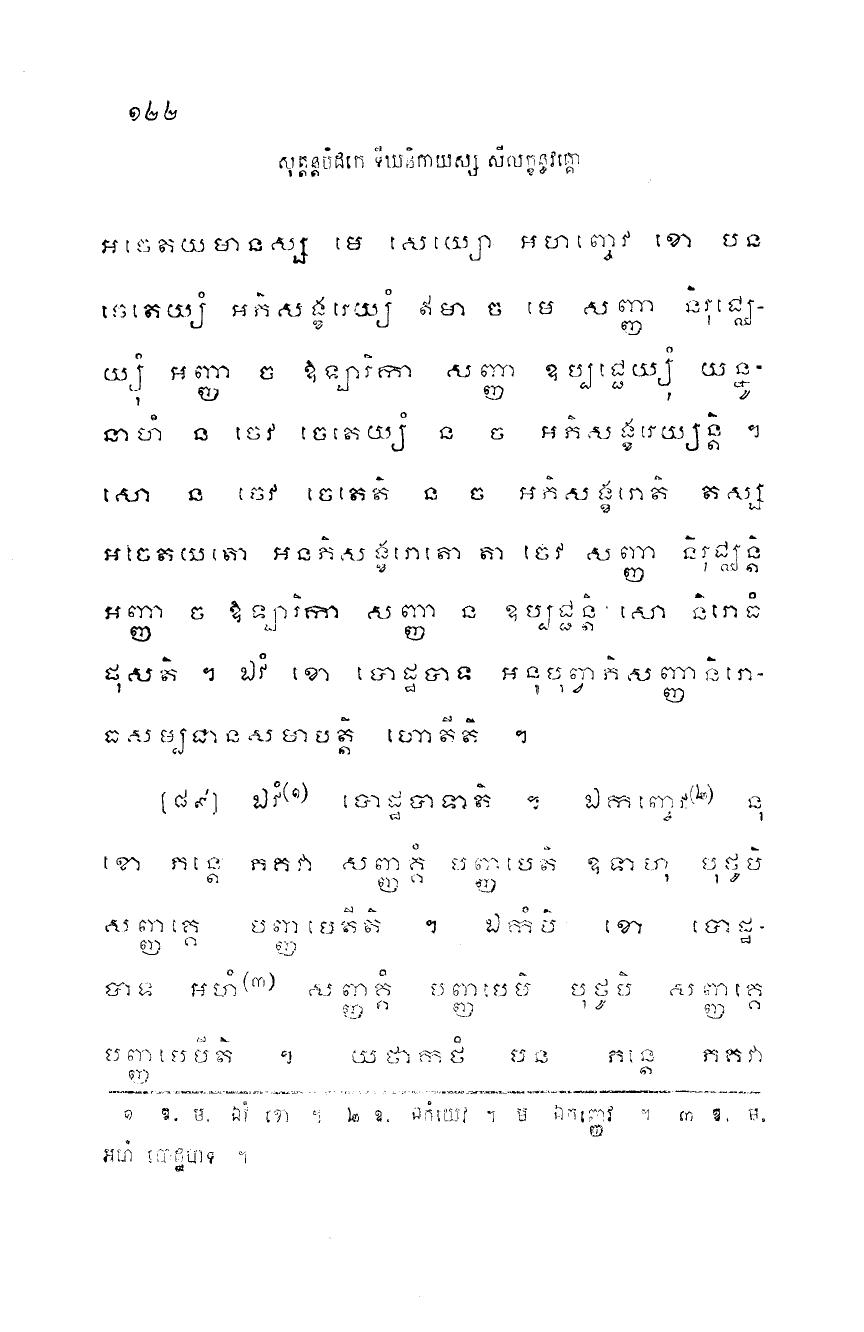 ១២២
សុត្តន្តបិដកេ ទីឃនិកាយស្ស សីលក្ខន្ធវគ្គោ
អចេតយមានស្ស មេ សេយ្យោ អហញ្ចេវ ខោ បន
ចេតេយ្យំ អភិសង្ខរេយ្យំ ឥមា ច មេ សញ្ញា និរុជ្ឈេ-
យ្យុំ អញ្ញា ច ឱឡារិកា សញ្ញា ឧប្បជ្ជេយ្យុំ យន្នូ-
នាហំ ន ចេវ ចេតេយ្យំ ន ច អភិសង្ខរេយ្យន្តិ ។
សោ ន ចេវ ចេតេតិ ន ច អភិសង្ខរោតិ តស្ស
អចេតយតោ អនភិសង្ខរោតោ តា ចេវ សញ្ញា និរុជ្ឈន្តិ
អញ្ញា ច ឱឡារិកា សញ្ញា ន ឧប្បជ្ជន្តិ សោ និរោធំ
ផុសតិ ។ ឯវំ ខោ បោដ្ឋបាទ អនុបុព្វាភិសញ្ញានិរោ-
ធសម្បជានសមាបត្តិ ហោតីតិ ។
[៨៩] ឯវំ(១) បោដ្ឋបាទាតិ ។ ឯកញ្ចេវ(២) នុ
ខោ ភន្តេ ភគវា សញ្ញគ្គំ បញ្ញបេតិ ឧទាហុ បុថូបិ
សញ្ញគ្គេ បញ្ញបេតីតិ ។ ឯកំបិ ខោ បោដ្ឋ-
បាទ អហំ(៣) សញ្ញគ្គំ បញ្ញបេមិ បុថូបិ សញ្ញគ្គេ
បញ្ញបេមីតិ ។ យថាកថំ បន ភន្តេ ភគវា
១ ឱ. ម. ឯវំ ខោ ។ ២ ឱ. ឯកំយេវ ។ ម ឯកញ្ញេវ ។ ៣ ឱ. ម.
អហំ បោដ្ឋបាទ ។